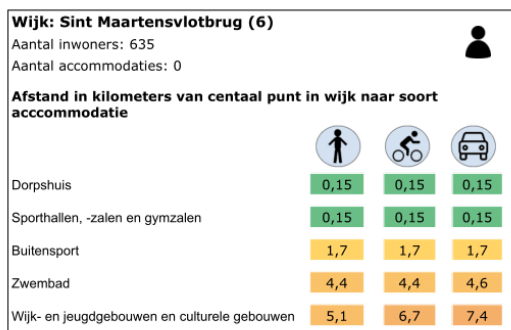 Wijk: Sint Maartensvlotbrug (6)
Aantal inwoners: 635
Aantal accommodaties: 0
Afstand in kilometers van centaal punt in wijk naar soort
acccommodatie
Dorpshuis 0,15 0,15 0,15
Sporthallen, -zalen en gymzalen 0,15 0,15 0,15
Buitensport 1,7 1,7 1,7
Zwembad 4,4 4,4 4,6
Wijk- en jeugdgebouwen en culturele gebouwen 5,1 6,7 7,4